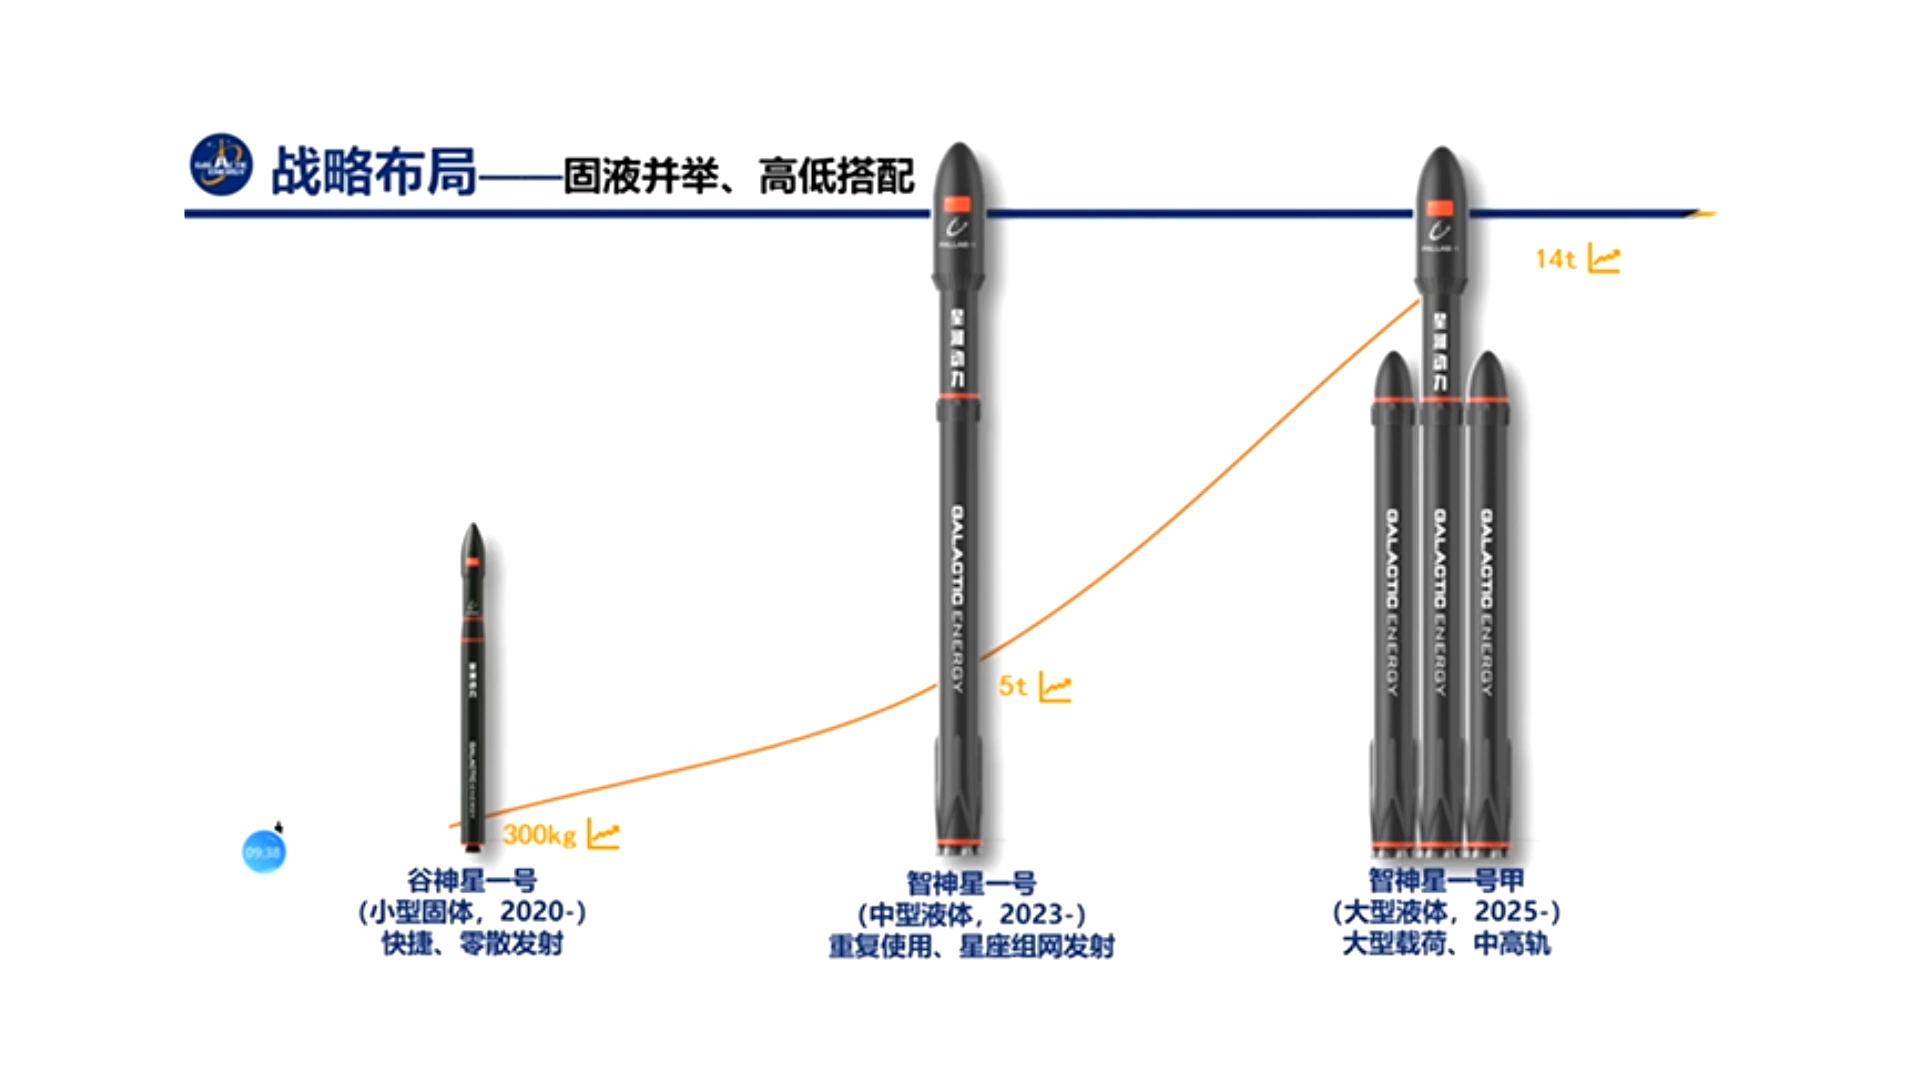 战略布局——固液并举、高低搭配
14t
5t
300kg
GALACTIC ENERGY
GALACTIC ENERGY
GALACTIC ENERGY
GALACTIC ENERGY
GALACTIC ENERGY
09:38
谷神星一号
（小型固体，2020-）
快捷、零散发射
智神星一号
（中型液体，2023-）
重复使用、星座组网发射
智神星一号甲
（大型液体，2025-）
大型载荷、中高轨